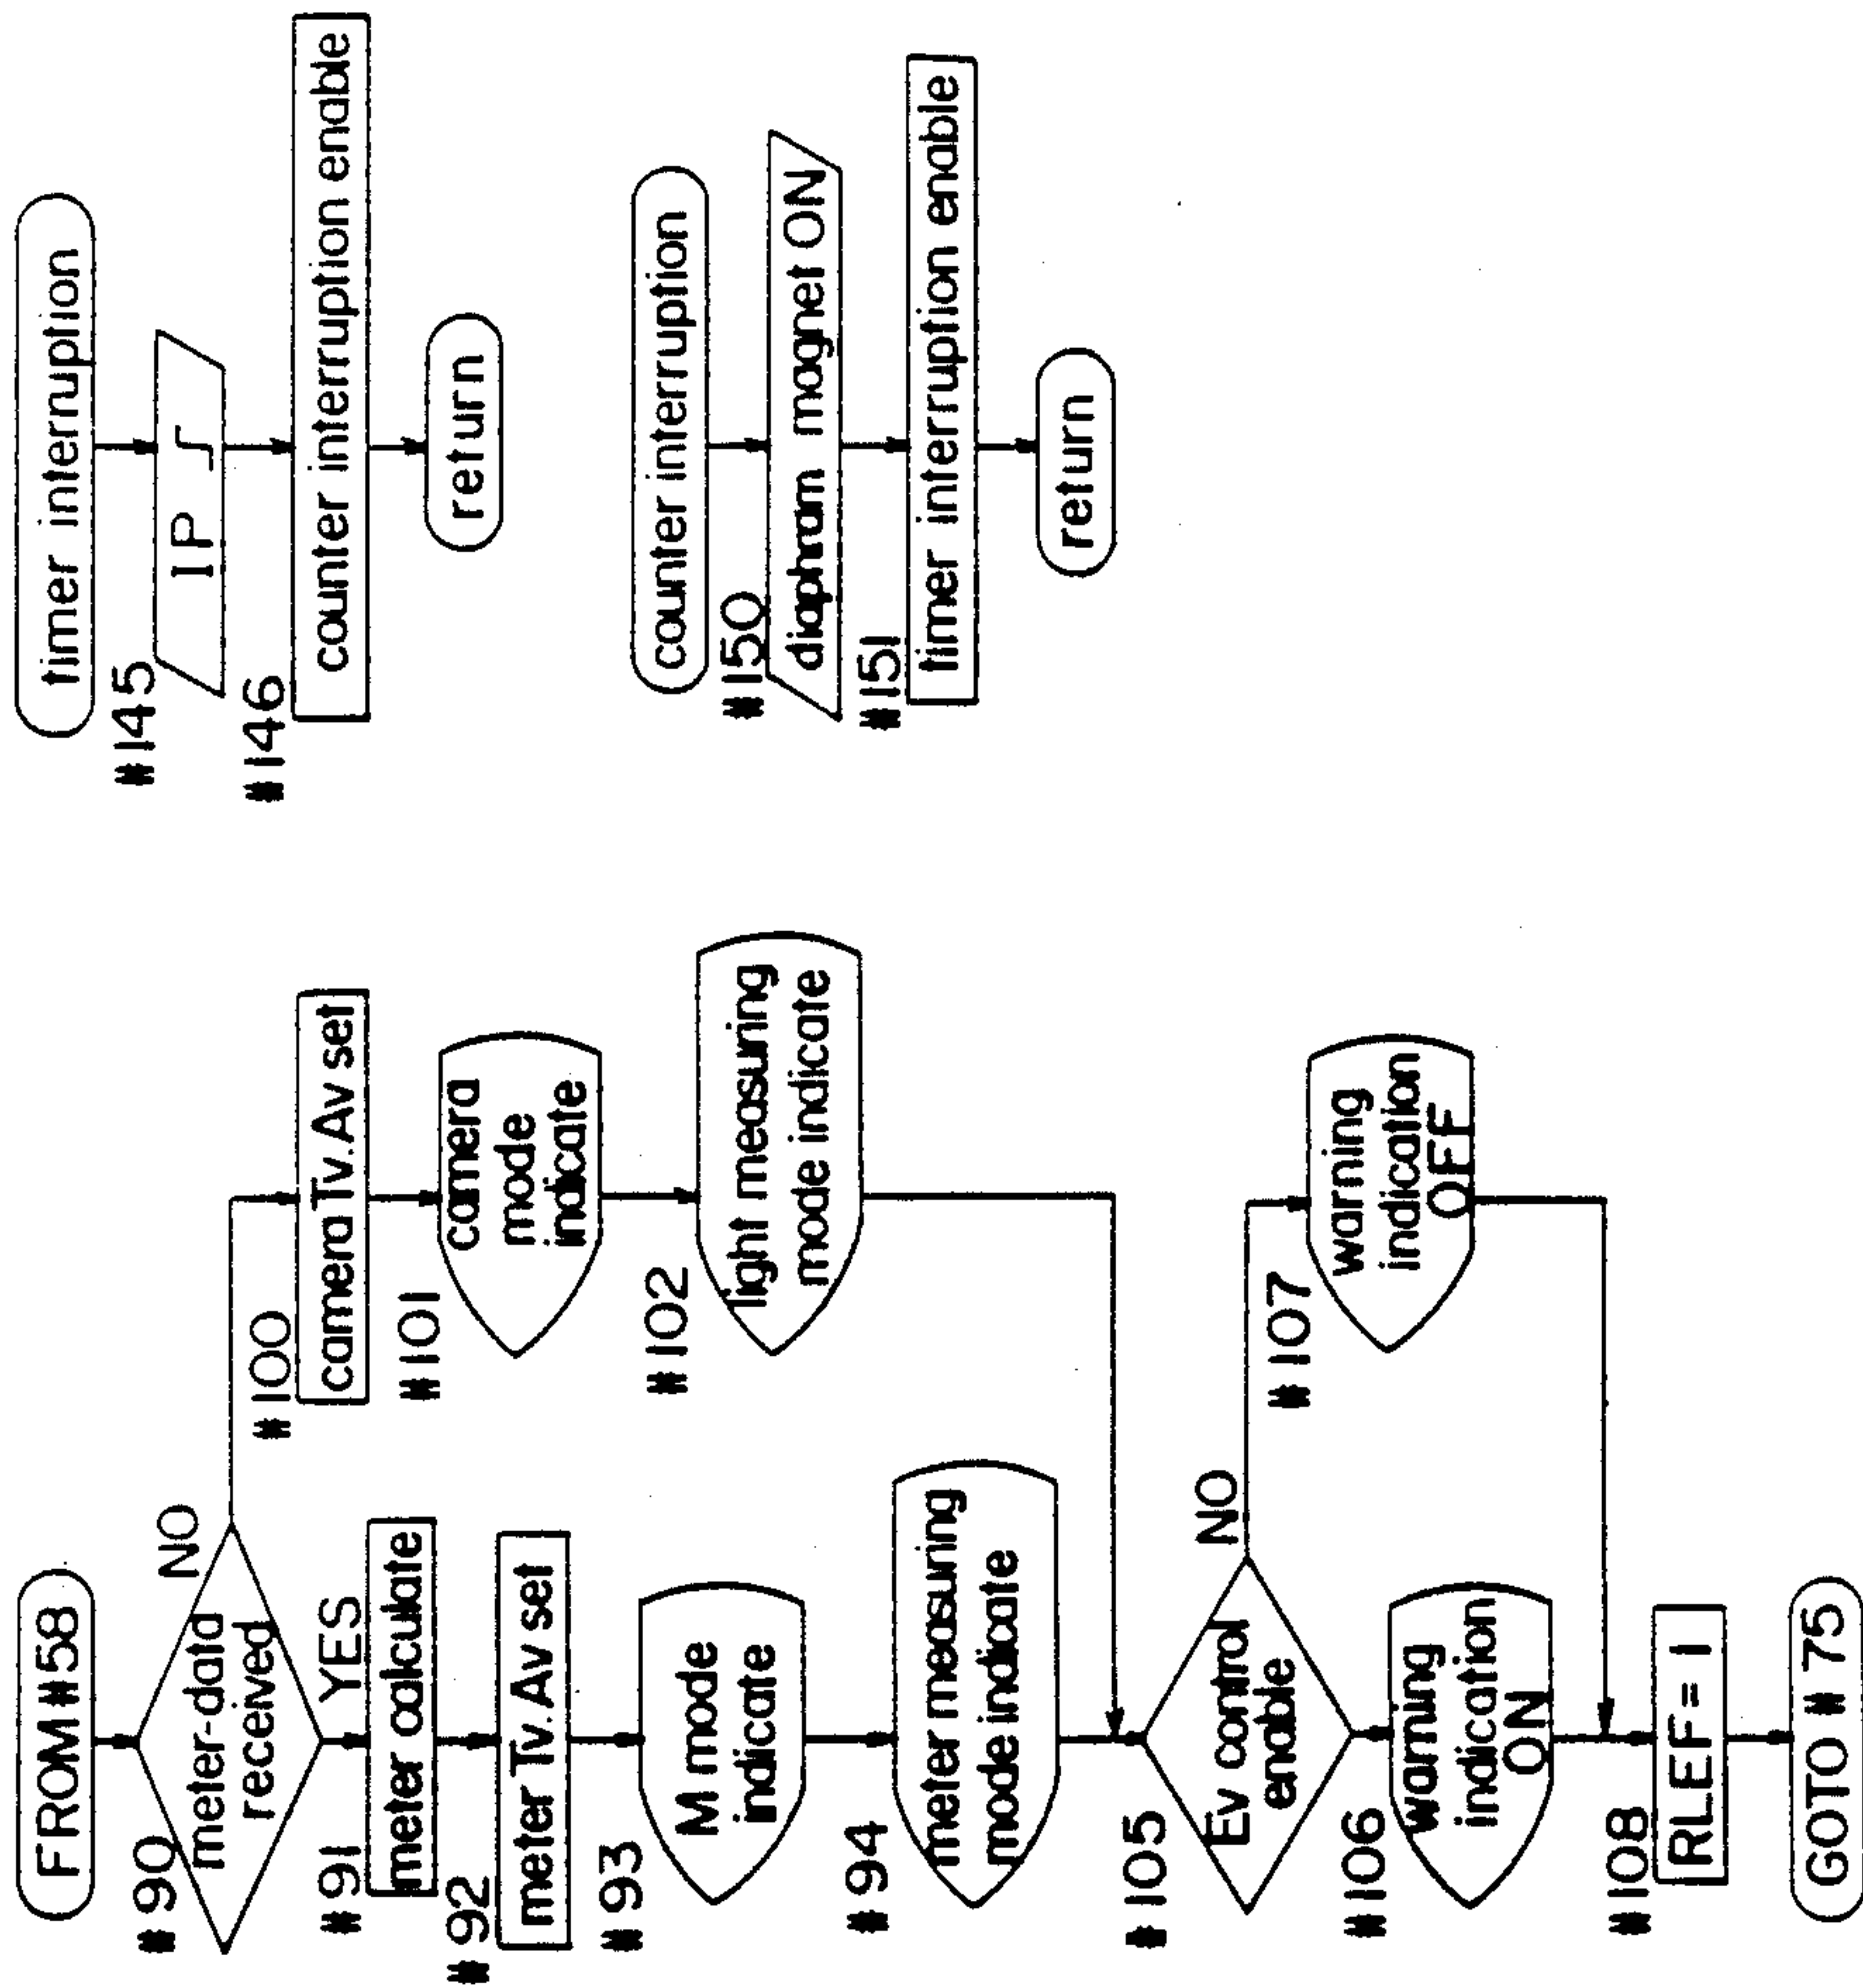 FROM #58
#90
meter-data
received
NO
YES
#91
meter calculate
#92
meter Tv.Av set
#93
M mode
indicate
#94
meter measuring
mode indicate
#100
camera Tv.Av set
#101
camera
mode
indicate
#102
light measuring
mode indicate
#105
Ev control
enable
NO
#106
warning
indication
ON
#107
warning
indication
OFF
#108
RLEF = 1
GOTO #75
timer interruption
#145
IP ⎍
#146
counter interruption enable
return
counter interruption
#150
diaphram mognet ON
#151
timer interruption enable
return